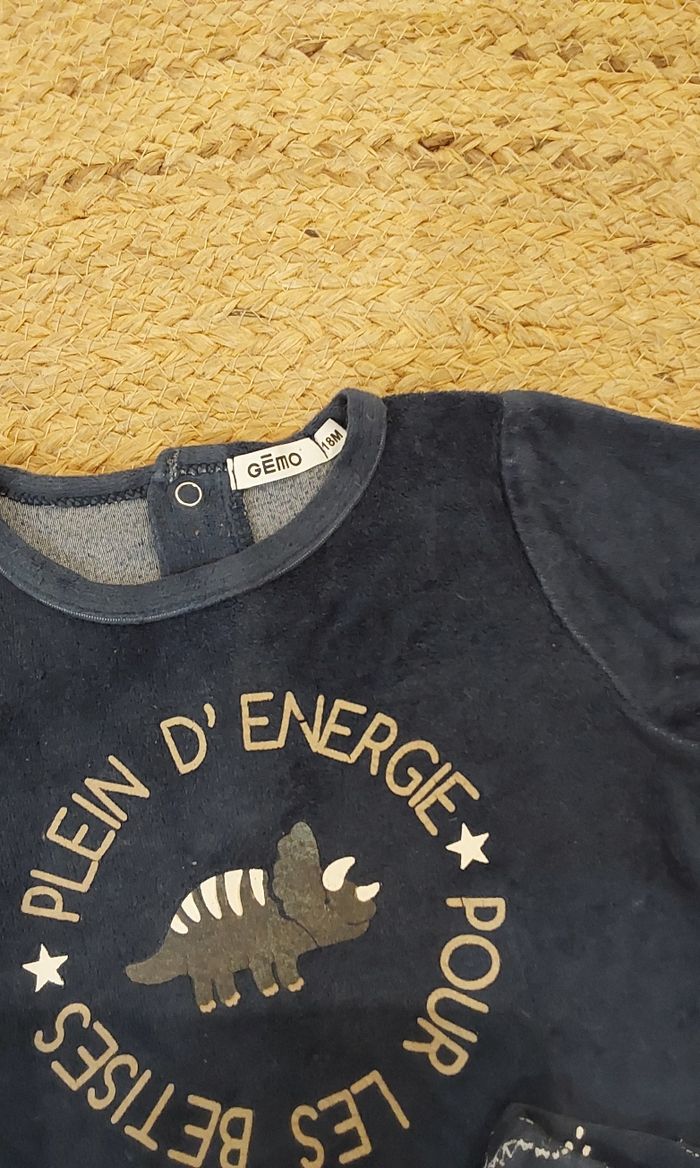 GĒMO
18M
PLEIN D'ENERGIE
POUR LES BETISES